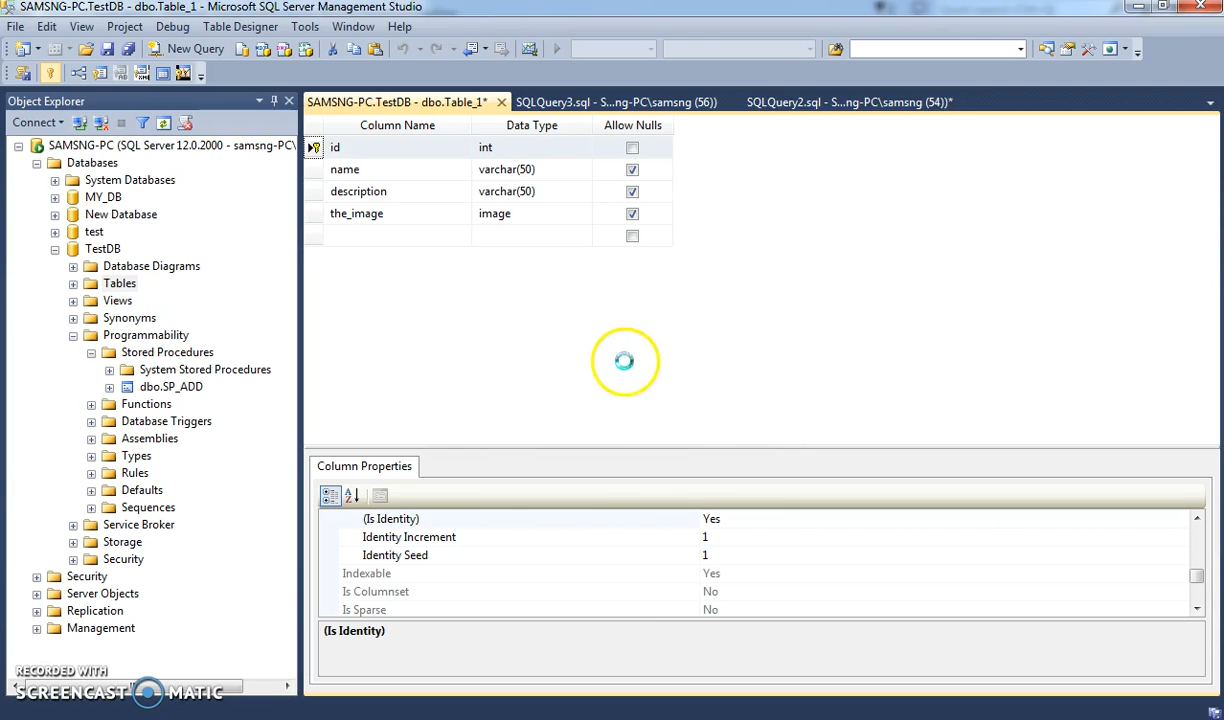 SAMSNG-PC.TestDB - dbo.Table_1* - Microsoft SQL Server Management Studio
File Edit View Project Debug Table Designer Tools Window Help
New Query
Object Explorer
SAMSNG-PC.TestDB - dbo.Table_1* SQLQuery3.sql - S...ng-PC\samsng (56)) SQLQuery2.sql - S...ng-PC\samsng (54))*
Connect
Column Name Data Type Allow Nulls
SAMSNG-PC (SQL Server 12.0.2000 - samsng-PC\
Databases
System Databases
MY_DB
New Database
test
TestDB
Database Diagrams
Tables
Views
Synonyms
Programmability
Stored Procedures
System Stored Procedures
dbo.SP_ADD
Functions
Database Triggers
Assemblies
Types
Rules
Defaults
Sequences
Service Broker
Storage
Security
Security
Server Objects
Replication
Management
id int
name varchar(50)
description varchar(50)
the_image image
Column Properties
(Is Identity) Yes
Identity Increment 1
Identity Seed 1
Indexable Yes
Is Columnset No
Is Sparse No
(Is Identity)
RECORDED WITH
SCREENCAST MATIC